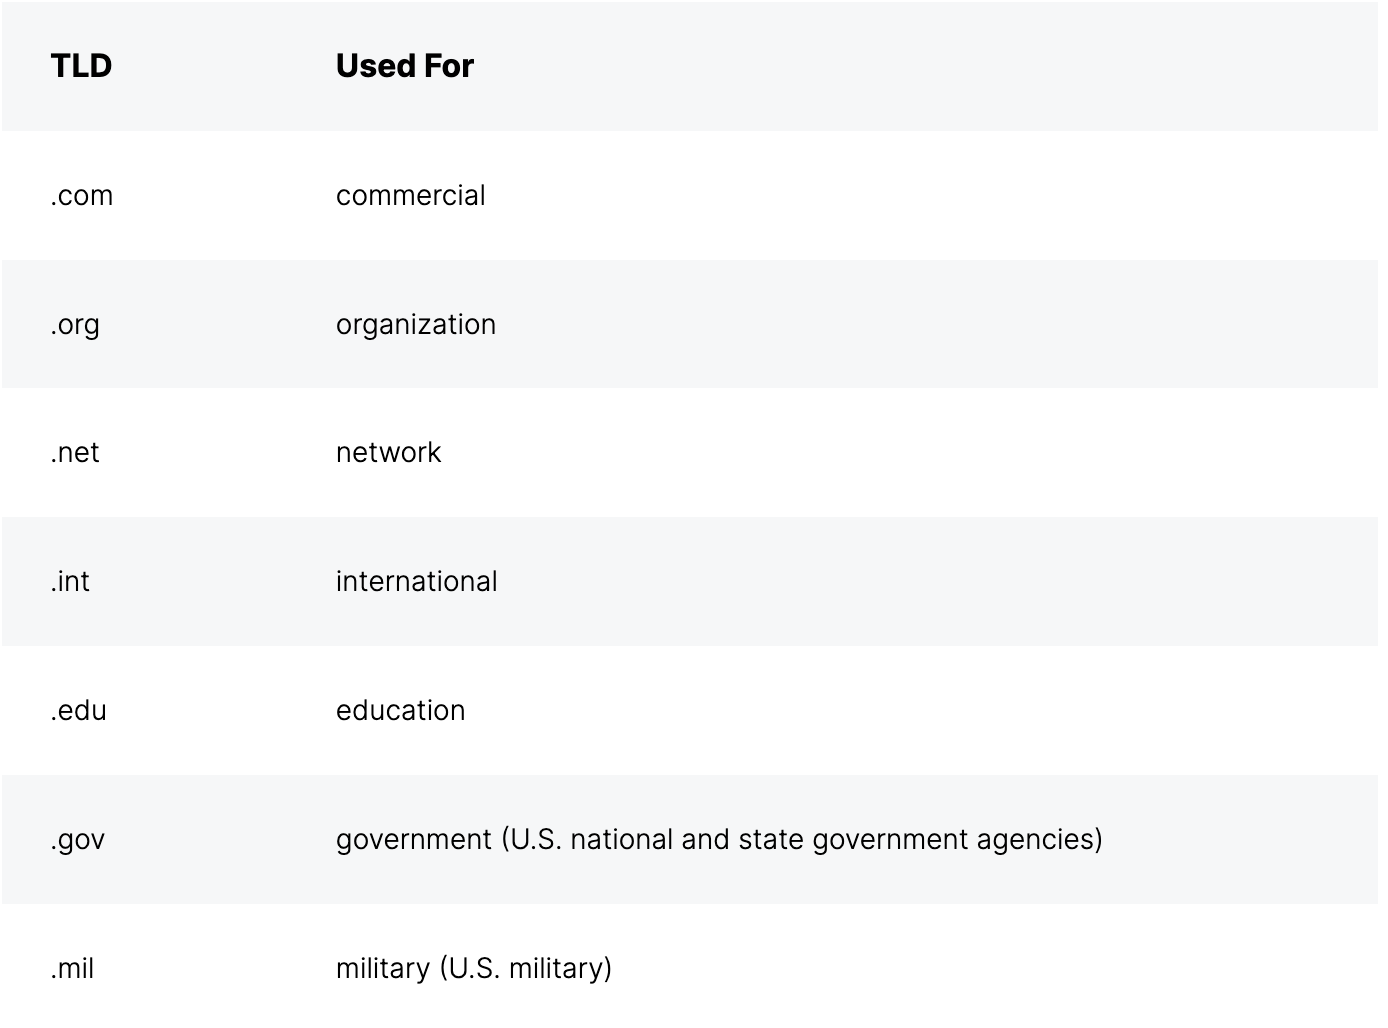 TLD Used For
.com commercial
.org organization
.net network
.int international
.edu education
.gov government (U.S. national and state government agencies)
.mil military (U.S. military)